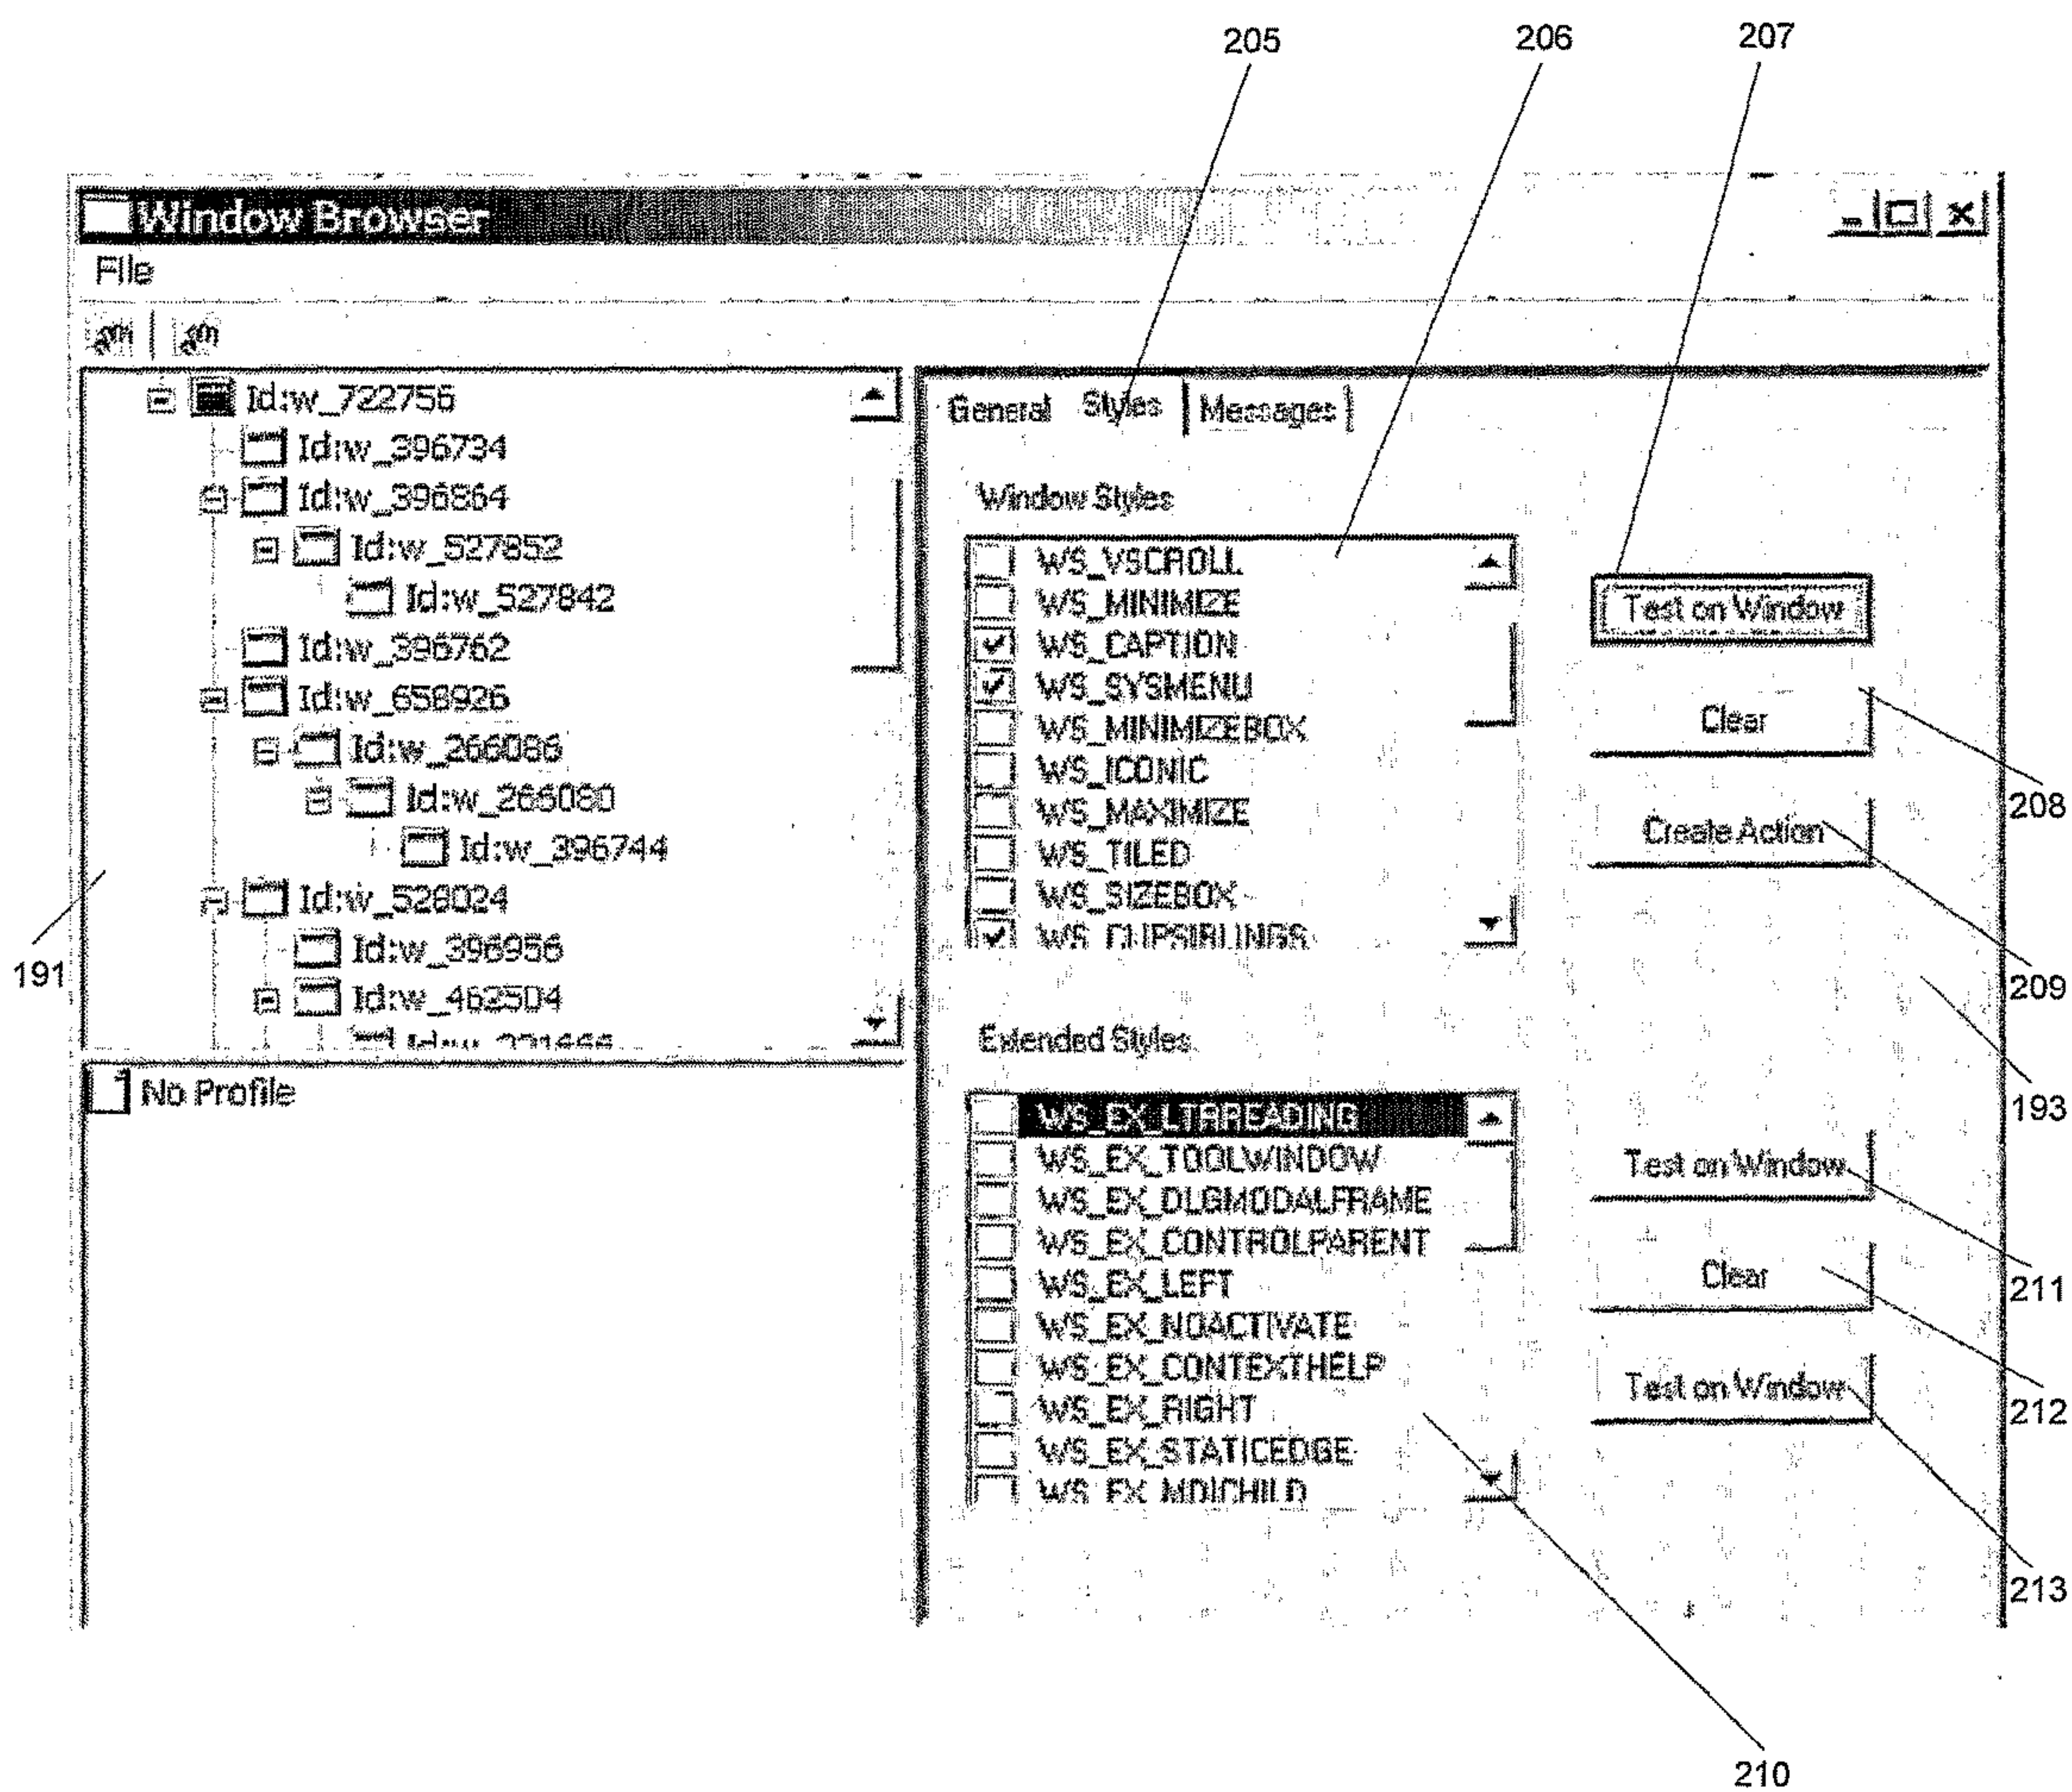 205 206 207
Window Browser
File
Id:w_722756
Id:w_396734
Id:w_396864
Id:w_527852
Id:w_527842
Id:w_396762
Id:w_658926
Id:w_266086
Id:w_266080
Id:w_396744
Id:w_528024
Id:w_396956
Id:w_462504
191
No Profile
General Styles Messages
Window Styles
WS_VSCROLL
WS_MINIMIZE
WS_CAPTION
WS_SYSMENU
WS_MINIMIZEBOX
WS_ICONIC
WS_MAXIMIZE
WS_TILED
WS_SIZEBOX
WS_CLIPSIBLINGS
Test on Window
Clear
Create Action
208
209
193
Extended Styles
WS_EX_LTRREADING
WS_EX_TOOLWINDOW
WS_EX_DLGMODALFRAME
WS_EX_CONTROLPARENT
WS_EX_LEFT
WS_EX_NOACTIVATE
WS_EX_CONTEXTHELP
WS_EX_RIGHT
WS_EX_STATICEDGE
WS_EX_MDICHILD
Test on Window
Clear
Test on Window
211
212
213
210